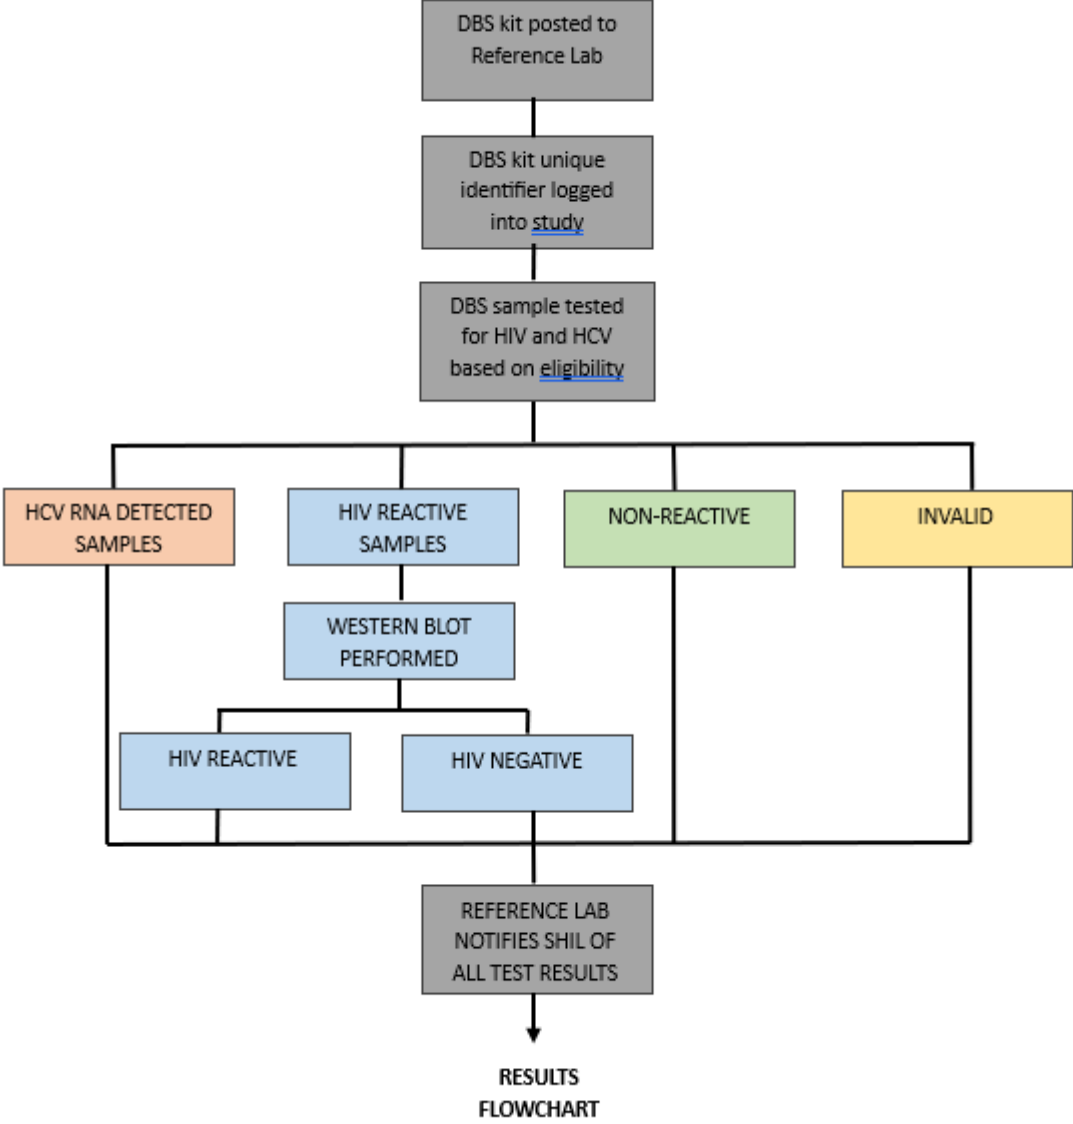 DBS kit posted to
Reference Lab
DBS kit unique
identifier logged
into study
DBS sample tested
for HIV and HCV
based on eligibility
HCV RNA DETECTED
SAMPLES
HIV REACTIVE
SAMPLES
NON-REACTIVE
INVALID
WESTERN BLOT
PERFORMED
HIV REACTIVE
HIV NEGATIVE
REFERENCE LAB
NOTIFIES SHIL OF
ALL TEST RESULTS
RESULTS
FLOWCHART